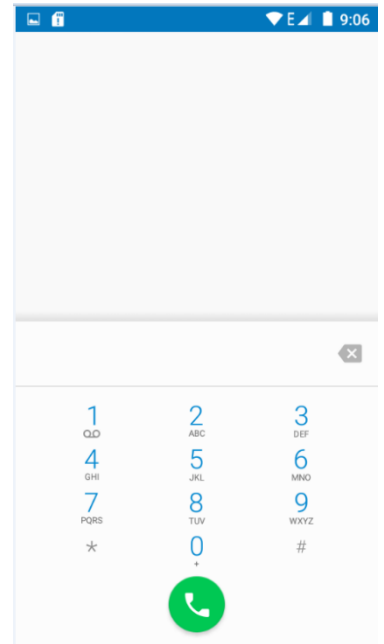 E 9:06
1 2 3
ABC DEF
4 5 6
GHI JKL MNO
7 8 9
PQRS TUV WXYZ
* 0 #
+